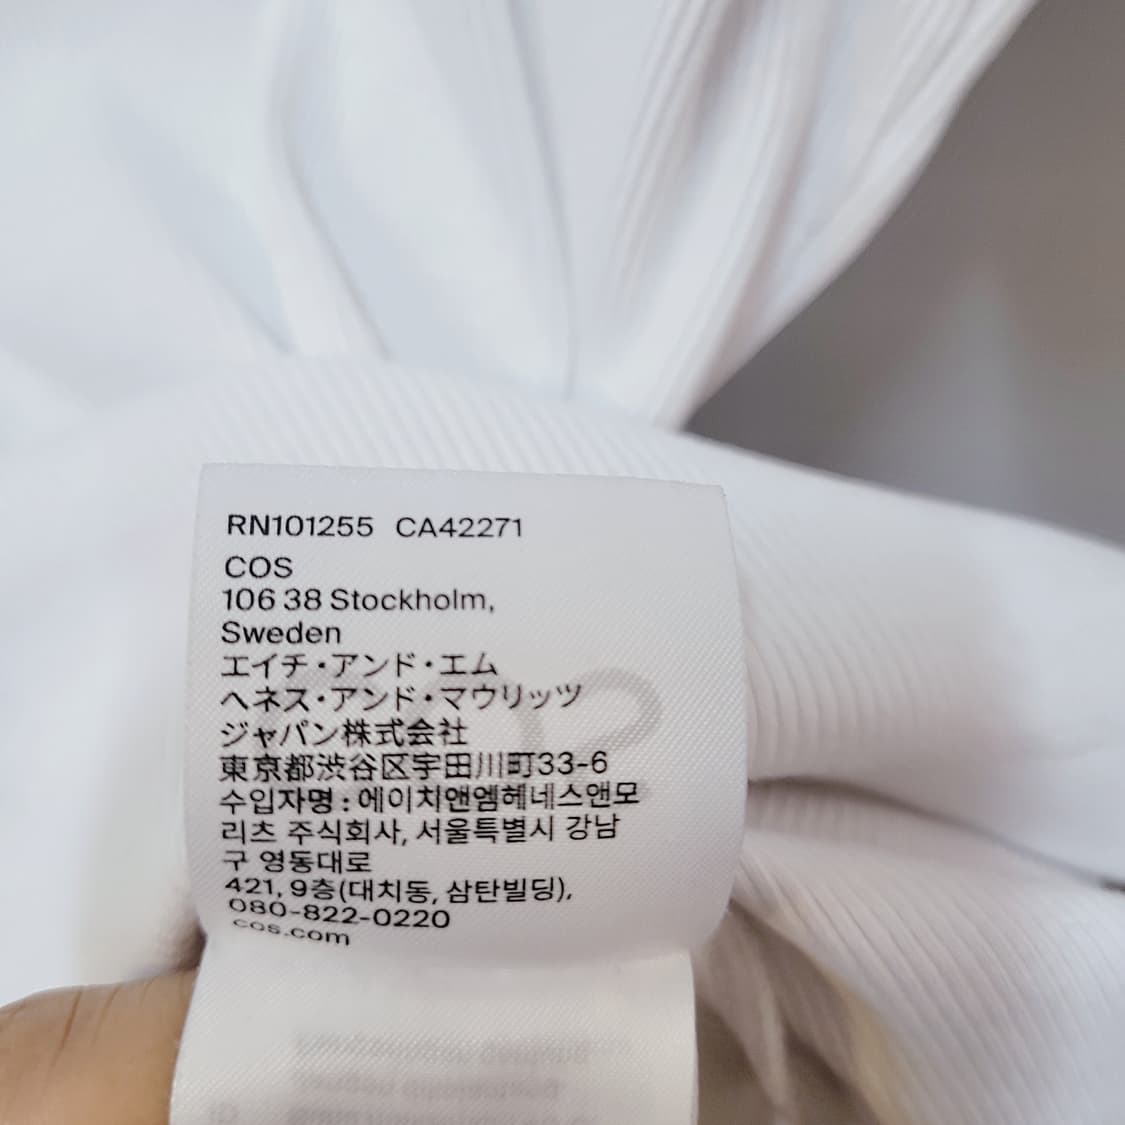 RN101255 CA42271
COS
106 38 Stockholm,
Sweden
エイチ・アンド・エム
ヘネス・アンド・マウリッツ
ジャパン株式会社
東京都渋谷区宇田川町33-6
수입자명 : 에이치앤엠헤네스앤모
리츠 주식회사, 서울특별시 강남
구 영동대로
421, 9층(대치동, 삼탄빌딩),
080-822-0220
cos.com